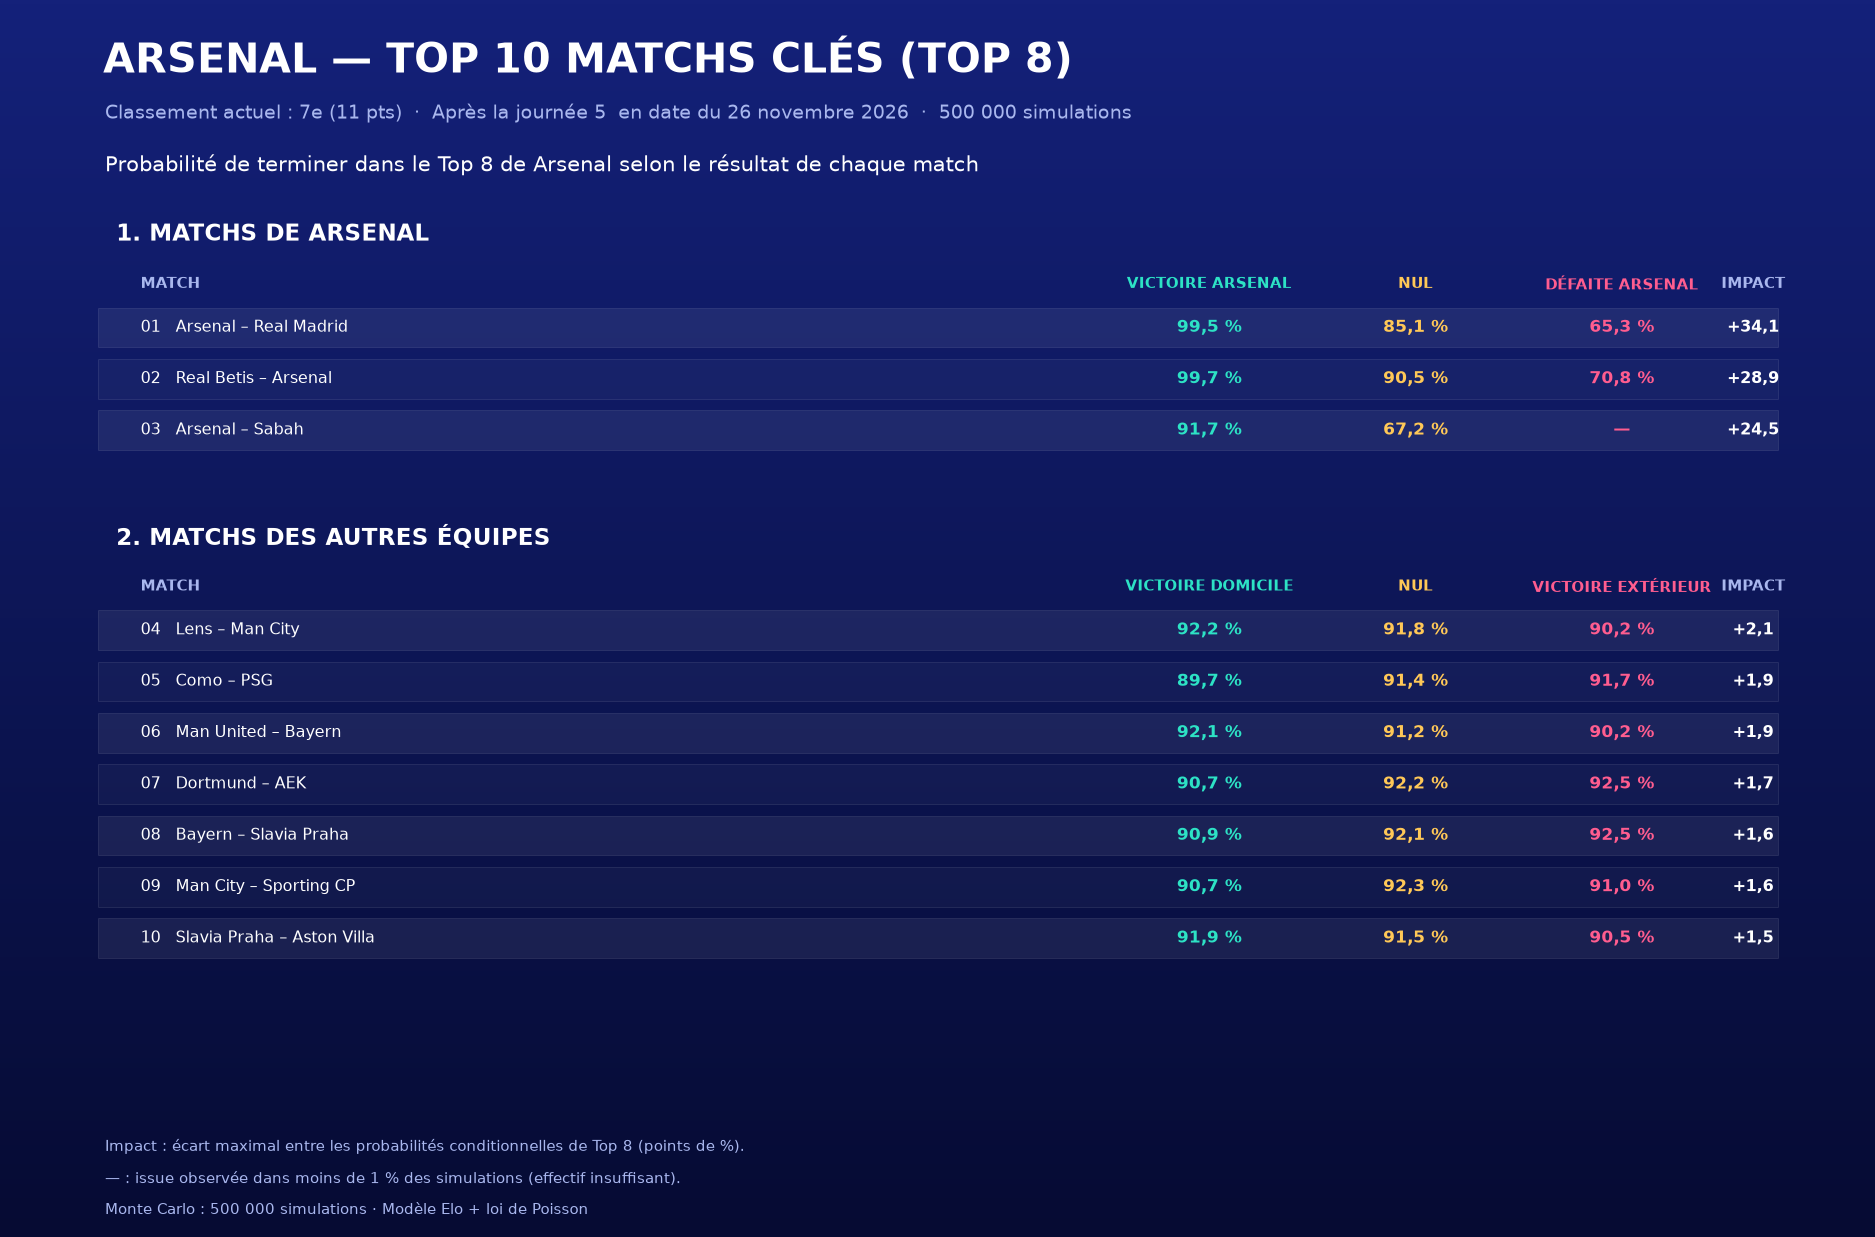 ARSENAL — TOP 10 MATCHS CLÉS (TOP 8)
Classement actuel : 7e (11 pts) · Après la journée 5 en date du 26 novembre 2026 · 500 000 simulations
Probabilité de terminer dans le Top 8 de Arsenal selon le résultat de chaque match
1. MATCHS DE ARSENAL
MATCH VICTOIRE ARSENAL NUL DÉFAITE ARSENAL IMPACT
01 Arsenal – Real Madrid 99,5 % 85,1 % 65,3 % +34,1
02 Real Betis – Arsenal 99,7 % 90,5 % 70,8 % +28,9
03 Arsenal – Sabah 91,7 % 67,2 % — +24,5
2. MATCHS DES AUTRES ÉQUIPES
MATCH VICTOIRE DOMICILE NUL VICTOIRE EXTÉRIEUR IMPACT
04 Lens – Man City 92,2 % 91,8 % 90,2 % +2,1
05 Como – PSG 89,7 % 91,4 % 91,7 % +1,9
06 Man United – Bayern 92,1 % 91,2 % 90,2 % +1,9
07 Dortmund – AEK 90,7 % 92,2 % 92,5 % +1,7
08 Bayern – Slavia Praha 90,9 % 92,1 % 92,5 % +1,6
09 Man City – Sporting CP 90,7 % 92,3 % 91,0 % +1,6
10 Slavia Praha – Aston Villa 91,9 % 91,5 % 90,5 % +1,5
Impact : écart maximal entre les probabilités conditionnelles de Top 8 (points de %).
— : issue observée dans moins de 1 % des simulations (effectif insuffisant).
Monte Carlo : 500 000 simulations · Modèle Elo + loi de Poisson